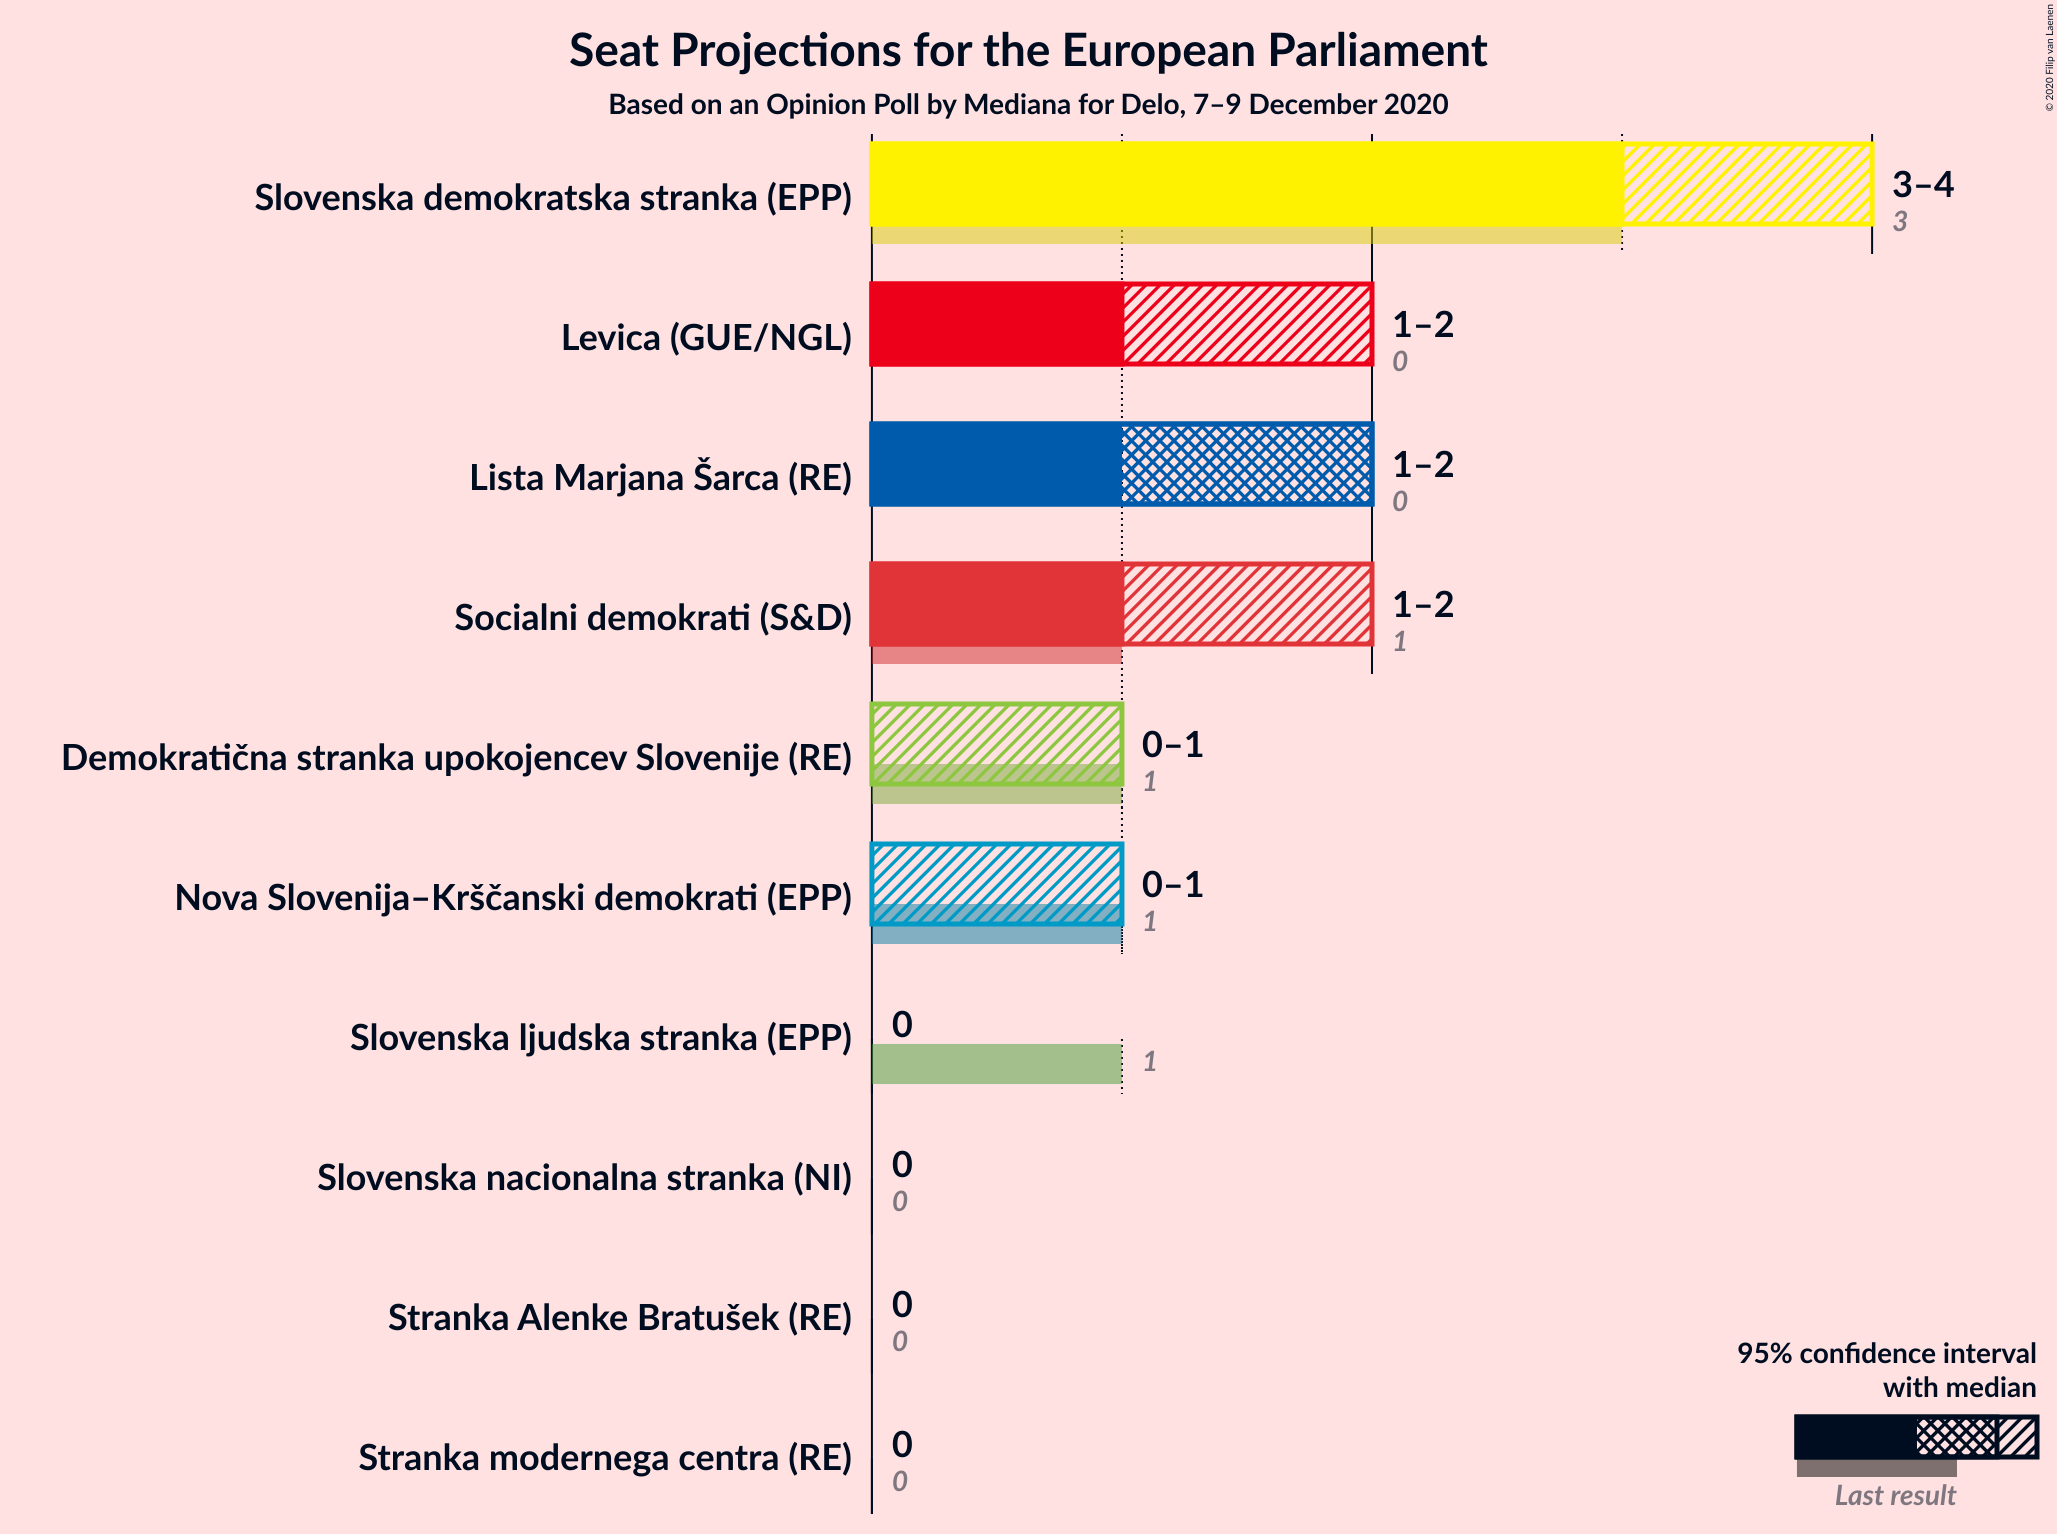 Seat Projections for the European Parliament
Based on an Opinion Poll by Mediana for Delo, 7–9 December 2020
© 2020 Filip van Laenen
Slovenska demokratska stranka (EPP)
3–4
3
Levica (GUE/NGL)
1–2
0
Lista Marjana Šarca (RE)
1–2
0
Socialni demokrati (S&D)
1–2
1
Demokratična stranka upokojencev Slovenije (RE)
0–1
1
Nova Slovenija–Krščanski demokrati (EPP)
0–1
1
Slovenska ljudska stranka (EPP)
0
1
Slovenska nacionalna stranka (NI)
0
0
Stranka Alenke Bratušek (RE)
0
0
Stranka modernega centra (RE)
0
0
95% confidence interval
with median
Last result